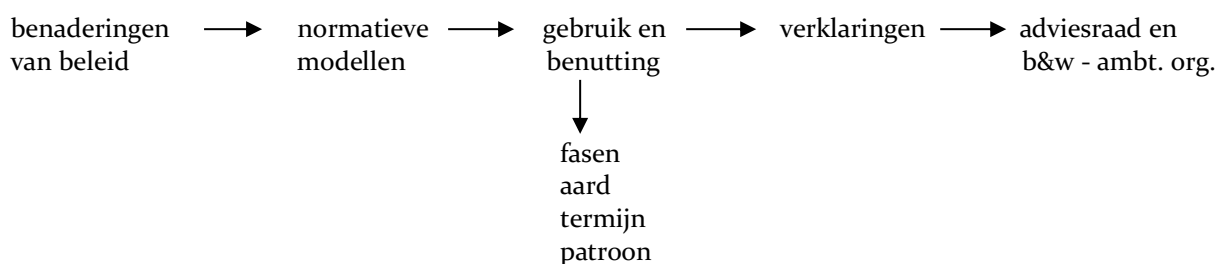 benaderingen
van beleid
normatieve
modellen
gebruik en
benutting
verklaringen
adviesraad en
b&w - ambt. org.
fasen
aard
termijn
patroon